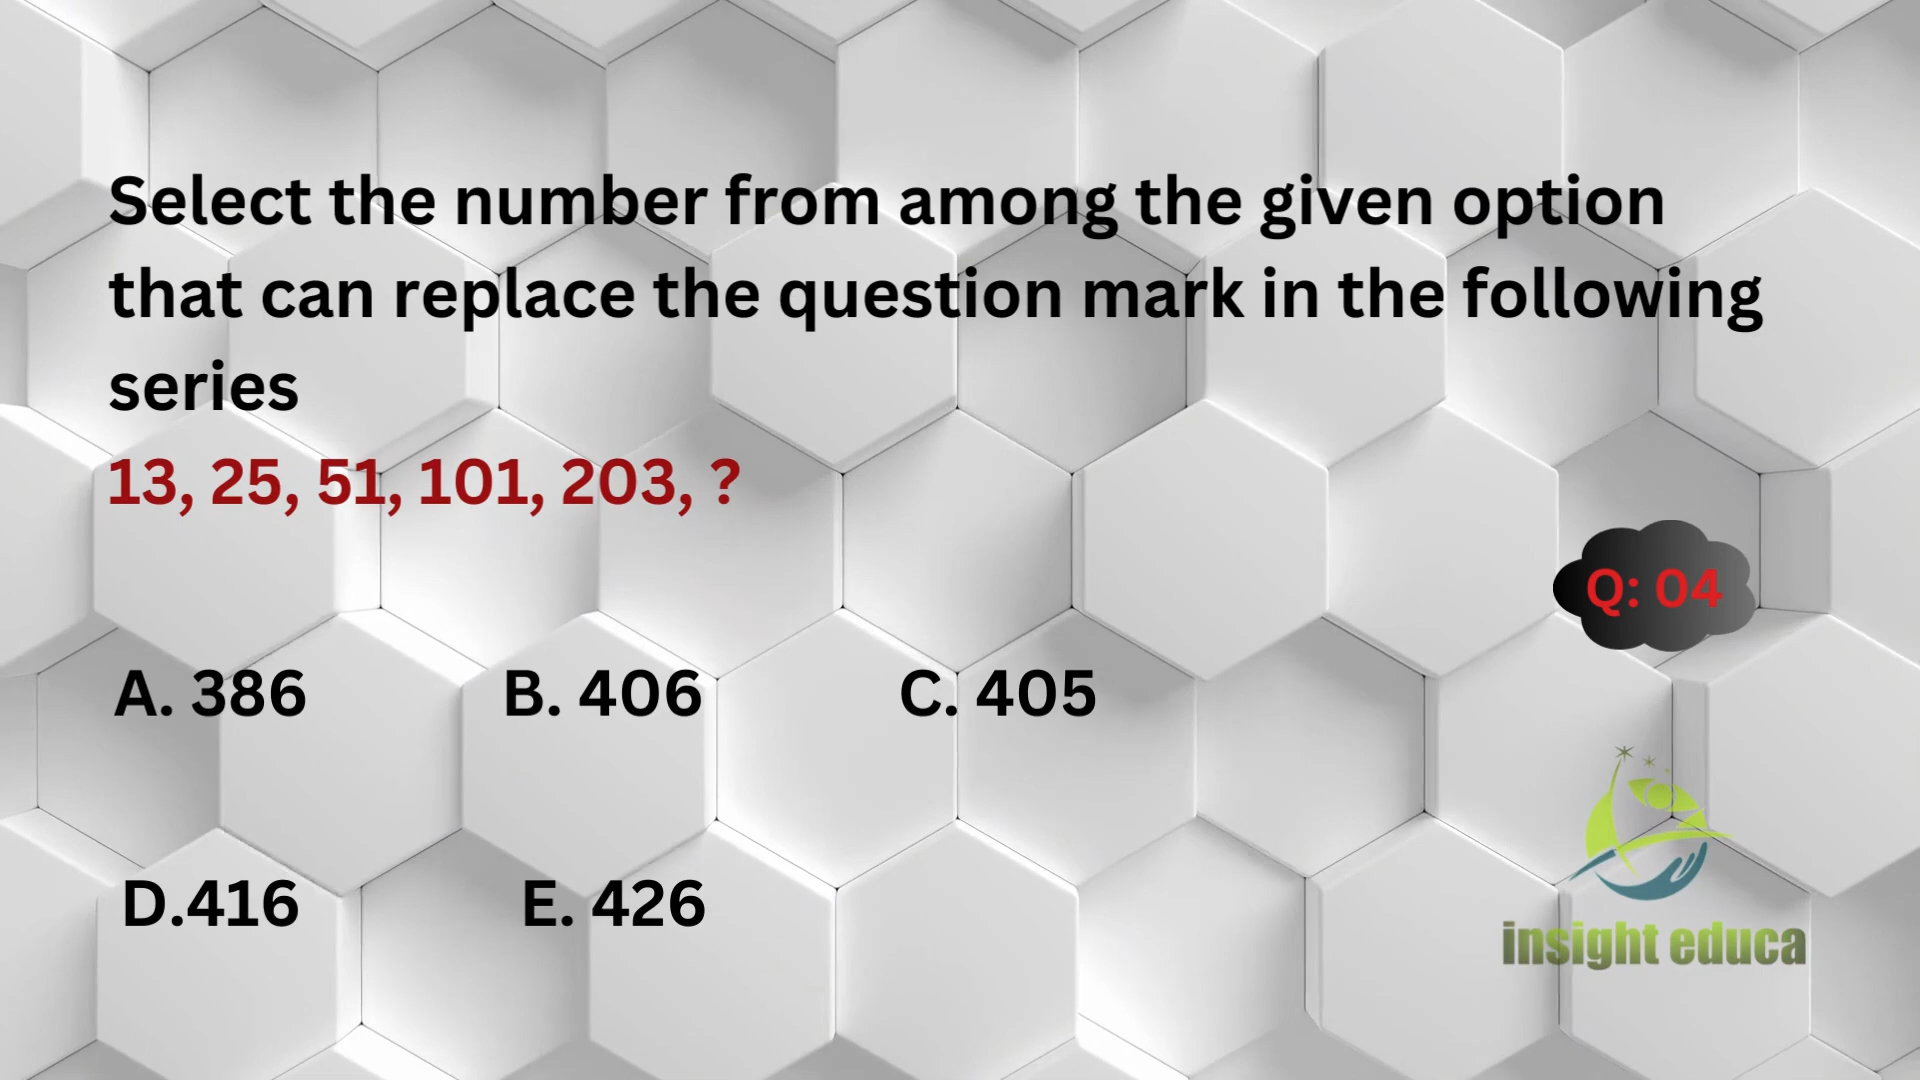 Select the number from among the given option
that can replace the question mark in the following
series
13, 25, 51, 101, 203, ?
Q: 04
A. 386 B. 406 C. 405
D.416 E. 426
insight educa